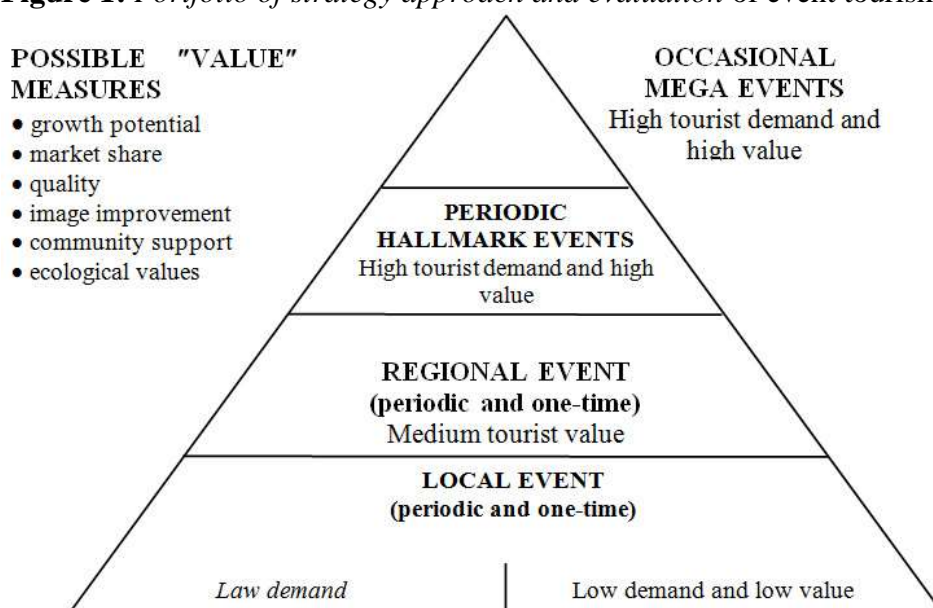 Figure 1: Portfolio of strategy approach and evaluation of event tourism
POSSIBLE "VALUE"
MEASURES
• growth potential
• market share
• quality
• image improvement
• community support
• ecological values
OCCASIONAL
MEGA EVENTS
High tourist demand and
high value
PERIODIC
HALLMARK EVENTS
High tourist demand and high
value
REGIONAL EVENT
(periodic and one-time)
Medium tourist value
LOCAL EVENT
(periodic and one-time)
Law demand
Low demand and low value